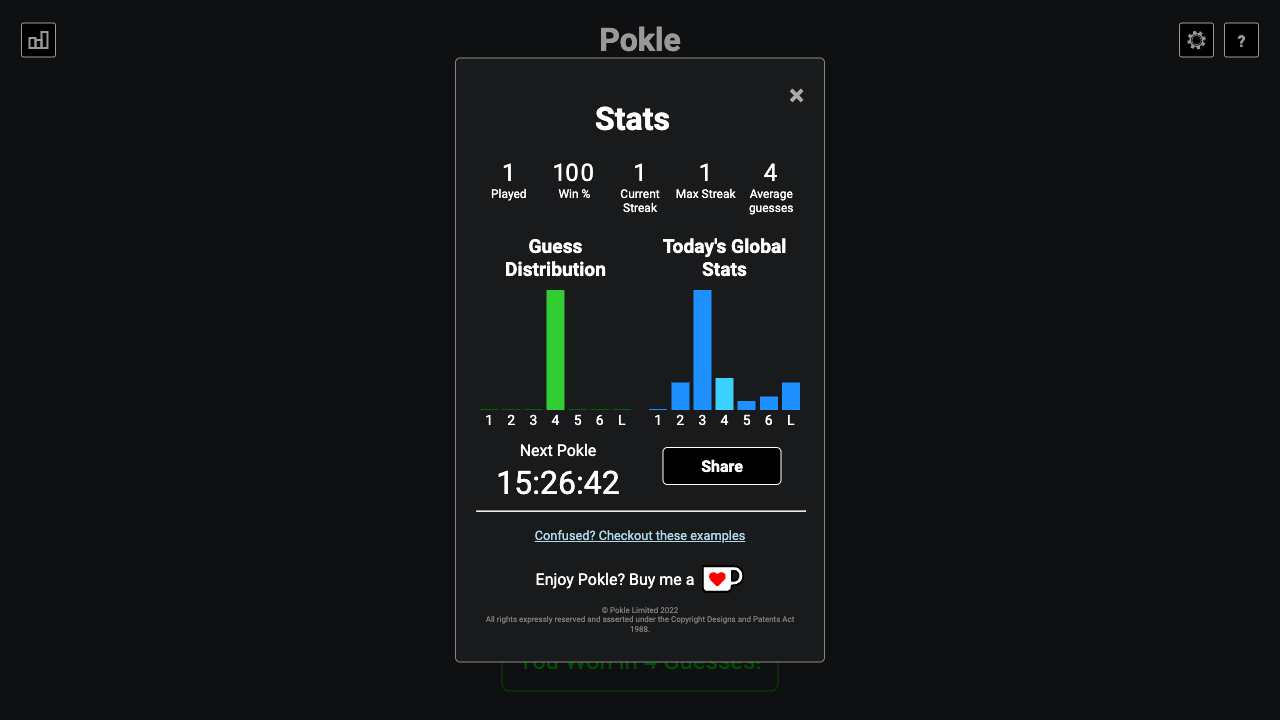 Pokle
?
Stats
1 100 1 1 4
Played Win % Current Streak Max Streak Average guesses
Guess Distribution
Today's Global Stats
1 2 3 4 5 6 L
1 2 3 4 5 6 L
Next Pokle
15:26:42
Share
Confused? Checkout these examples
Enjoy Pokle? Buy me a
© Pokle Limited 2022
All rights expressly reserved and asserted under the Copyright Designs and Patents Act
1988.
You Won in 4 Guesses!